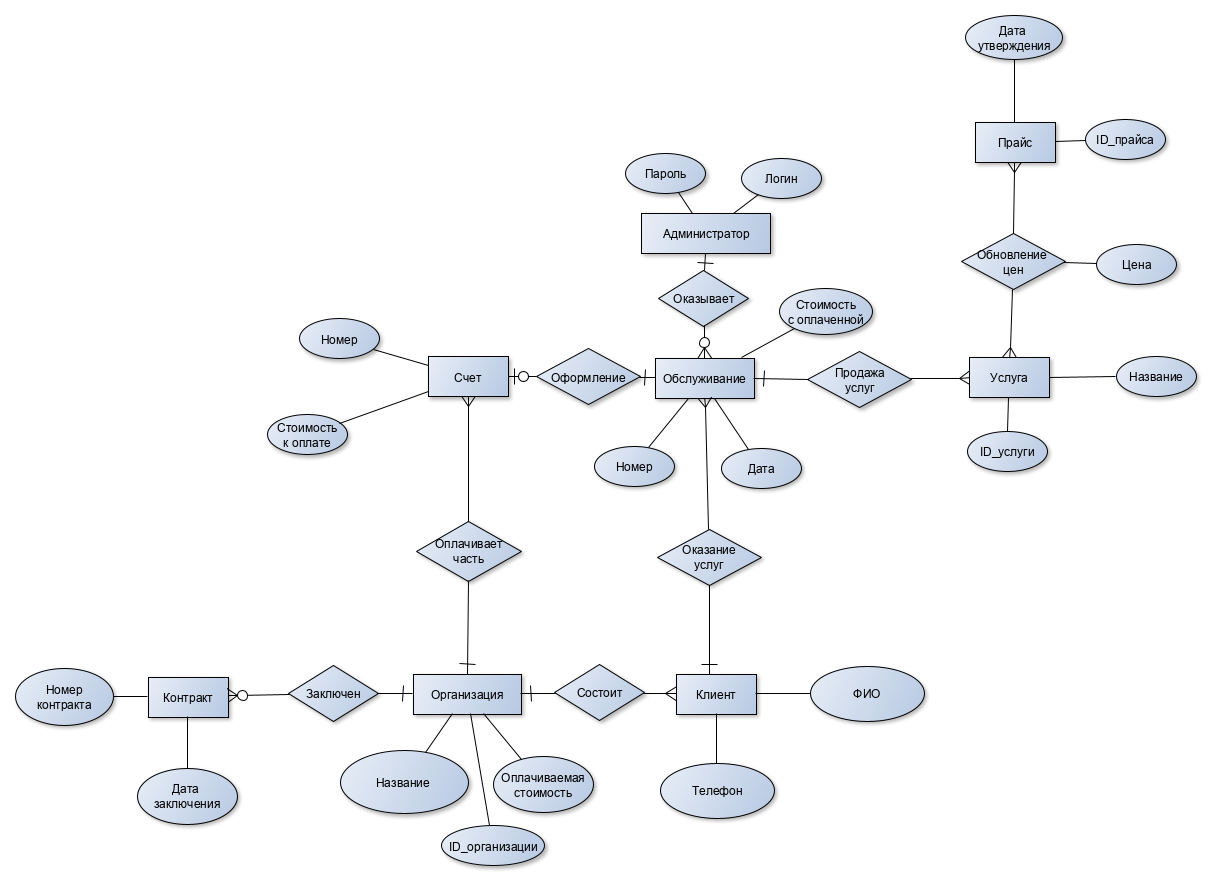 Дата
утверждения
Прайс
ID_прайса
Пароль
Логин
Администратор
Обновление
цен
Цена
Оказывает
Стоимость
с оплаченной
Номер
Счет
Оформление
Обслуживание
Продажа
услуг
Услуга
Название
Стоимость
к оплате
Номер
Дата
ID_услуги
Оплачивает
часть
Оказание
услуг
Номер
контракта
Контракт
Заключен
Организация
Состоит
Клиент
ФИО
Дата
заключения
Название
Оплачиваемая
стоимость
Телефон
ID_организации